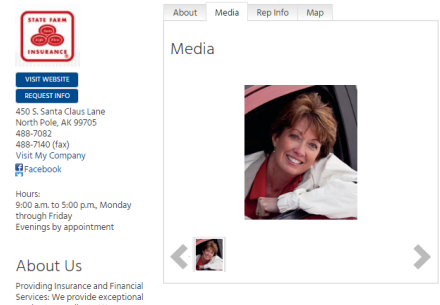 STATE FARM
INSURANCE
VISIT WEBSITE
REQUEST INFO
450 S. Santa Claus Lane
North Pole, AK 99705
488-7082
488-7140 (fax)
Visit My Company
Facebook
Hours:
9:00 a.m. to 5:00 p.m., Monday
through Friday
Evenings by appointment
About Us
Providing Insurance and Financial
Services: We provide exceptional
About Media Rep Info Map
Media